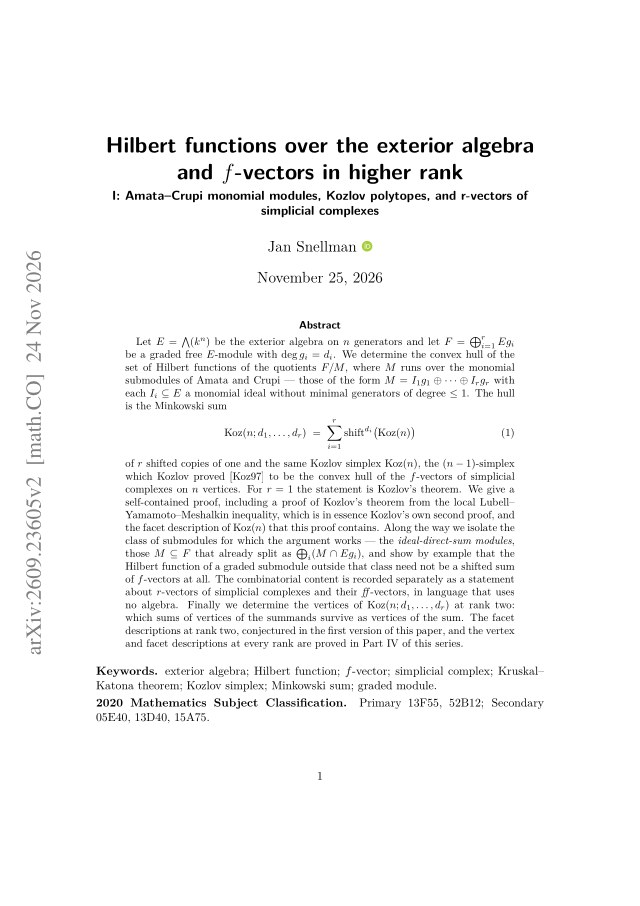 Hilbert functions over the exterior algebra
and f-vectors in higher rank
I: Amata–Crupi monomial modules, Kozlov polytopes, and r-vectors of
simplicial complexes
Jan Snellman
November 25, 2026
Abstract
Let E = ⋀(kⁿ) be the exterior algebra on n generators and let F = ⨁ʳᵢ₌₁ Egᵢ
be a graded free E-module with deg gᵢ = dᵢ. We determine the convex hull of the
set of Hilbert functions of the quotients F/M, where M runs over the monomial
submodules of Amata and Crupi — those of the form M = I₁g₁ ⊕ ··· ⊕ Iᵣgᵣ with
each Iᵢ ⊆ E a monomial ideal without minimal generators of degree ≤ 1. The hull
is the Minkowski sum
Koz(n; d₁, . . . , dᵣ) = ∑ʳᵢ₌₁ shift^{dᵢ}(Koz(n)) (1)
of r shifted copies of one and the same Kozlov simplex Koz(n), the (n − 1)-simplex
which Kozlov proved [Koz97] to be the convex hull of the f-vectors of simplicial
complexes on n vertices. For r = 1 the statement is Kozlov's theorem. We give a
self-contained proof, including a proof of Kozlov's theorem from the local Lubell–
Yamamoto–Meshalkin inequality, which is in essence Kozlov's own second proof, and
the facet description of Koz(n) that this proof contains. Along the way we isolate the
class of submodules for which the argument works — the ideal-direct-sum modules,
those M ⊆ F that already split as ⨁ᵢ(M ∩ Egᵢ), and show by example that the
Hilbert function of a graded submodule outside that class need not be a shifted sum
of f-vectors at all. The combinatorial content is recorded separately as a statement
about r-vectors of simplicial complexes and their ff-vectors, in language that uses
no algebra. Finally we determine the vertices of Koz(n; d₁, . . . , dᵣ) at rank two:
which sums of vertices of the summands survive as vertices of the sum. The facet
descriptions at rank two, conjectured in the first version of this paper, and the vertex
and facet descriptions at every rank are proved in Part IV of this series.
Keywords. exterior algebra; Hilbert function; f-vector; simplicial complex; Kruskal–
Katona theorem; Kozlov simplex; Minkowski sum; graded module.
2020 Mathematics Subject Classification. Primary 13F55, 52B12; Secondary
05E40, 13D40, 15A75.
1
arXiv:2609.23605v2 [math.CO] 24 Nov 2026